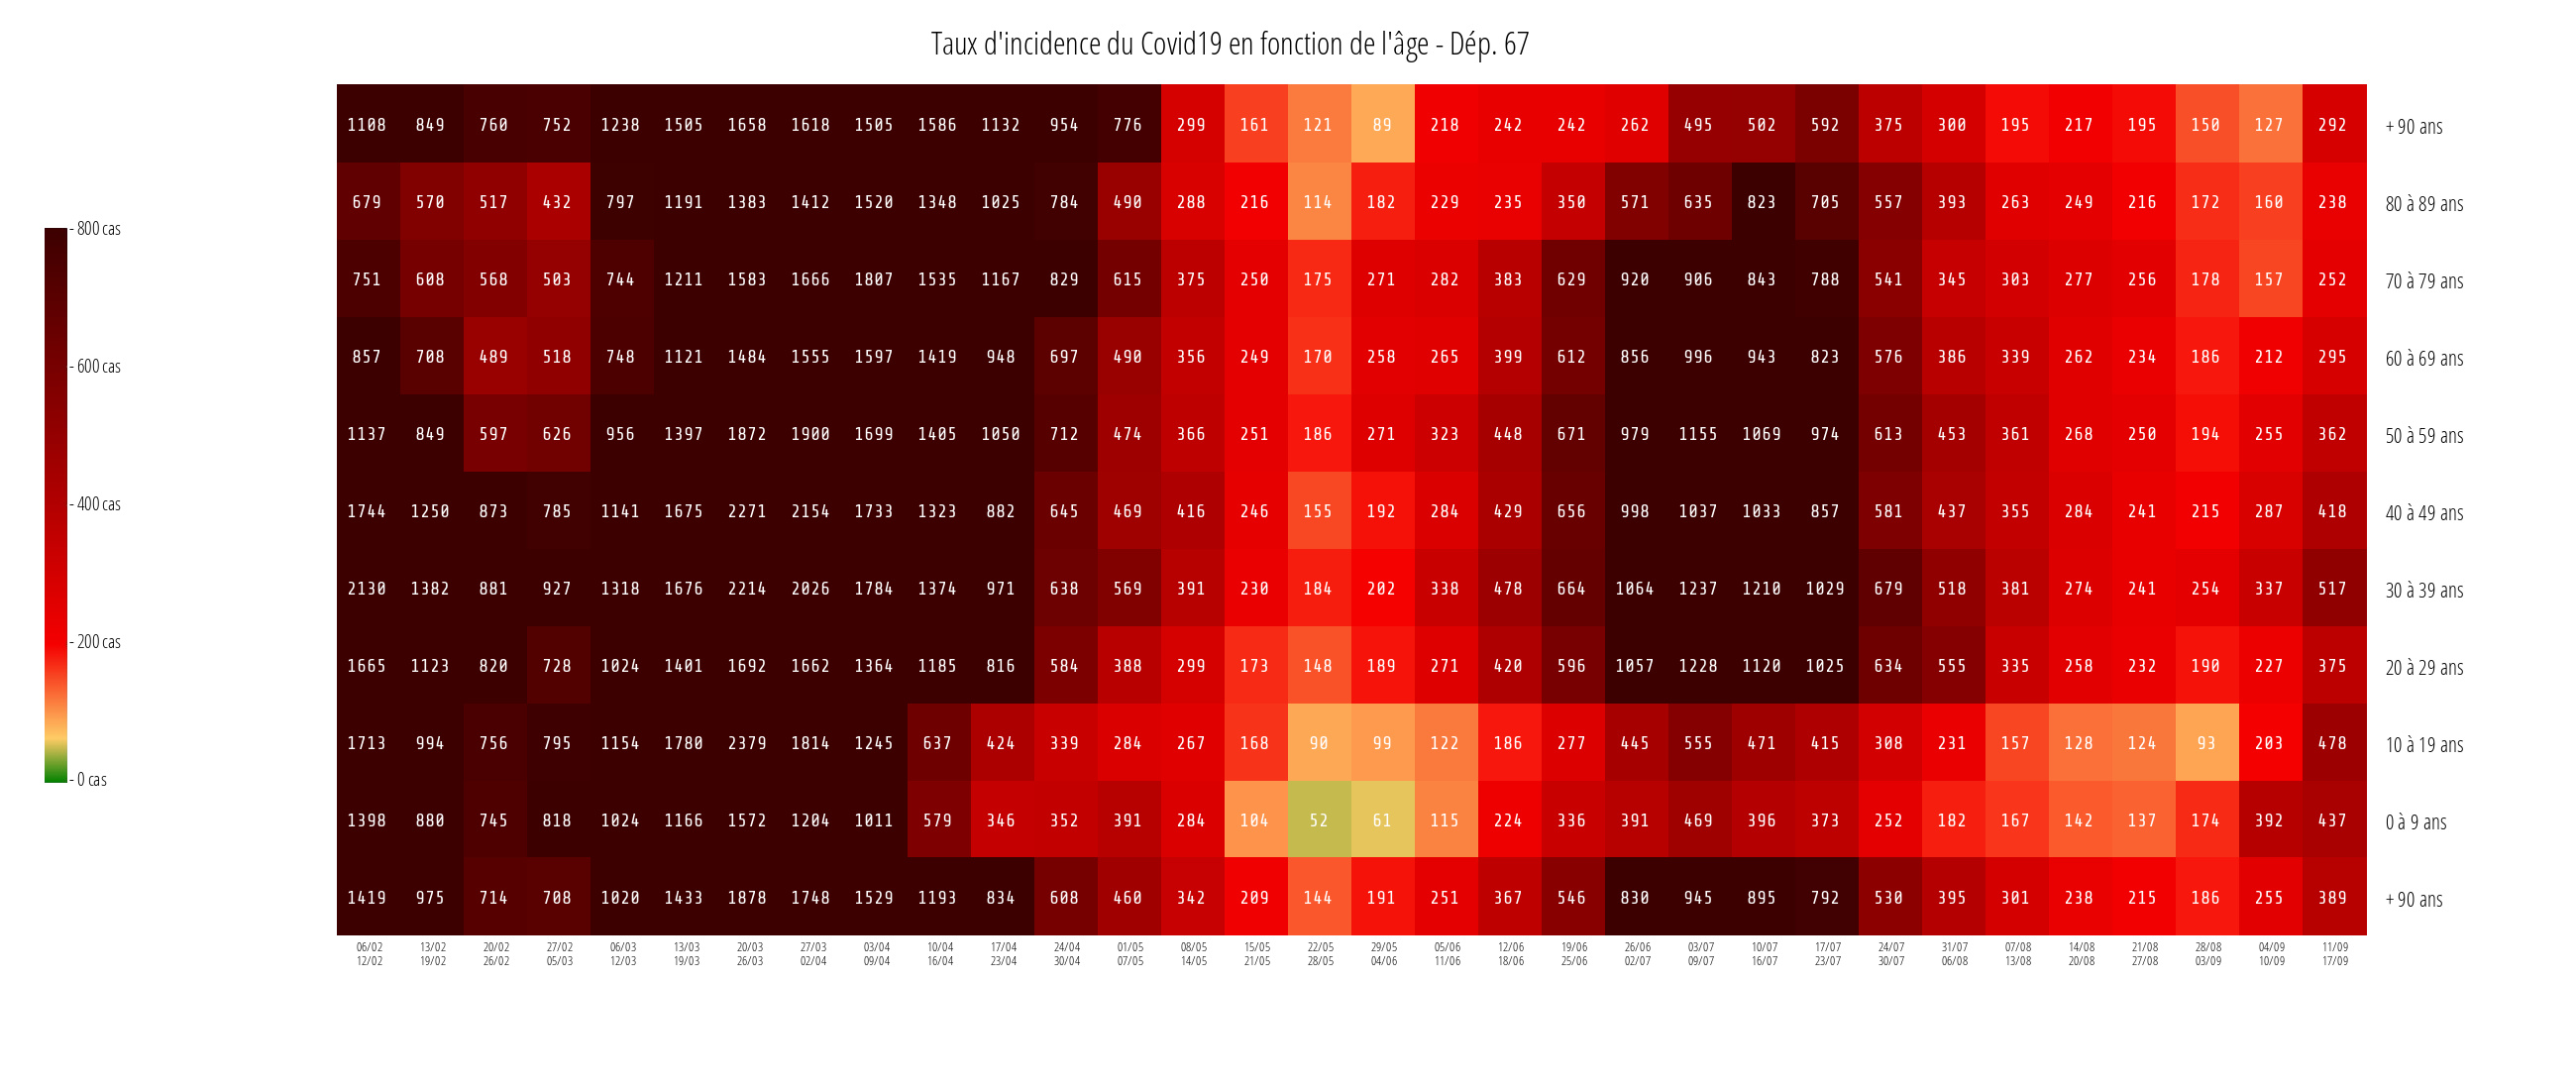 Taux d'incidence du Covid19 en fonction de l'âge - Dép. 67
1108 849 760 752 1238 1505 1658 1618 1505 1586 1132 954 776 299 161 121 89 218 242 242 262 495 502 592 375 300 195 217 195 150 127 292 + 90 ans
679 570 517 432 797 1191 1383 1412 1520 1348 1025 784 490 288 216 114 182 229 235 350 571 635 823 705 557 393 263 249 216 172 160 238 80 à 89 ans
- 800 cas
751 608 568 503 744 1211 1583 1666 1807 1535 1167 829 615 375 250 175 271 282 383 629 920 906 843 788 541 345 303 277 256 178 157 252 70 à 79 ans
857 708 489 518 748 1121 1484 1555 1597 1419 948 697 490 356 249 170 258 265 399 612 856 996 943 823 576 386 339 262 234 186 212 295 60 à 69 ans
- 600 cas
1137 849 597 626 956 1397 1872 1900 1699 1405 1050 712 474 366 251 186 271 323 448 671 979 1155 1069 974 613 453 361 268 250 194 255 362 50 à 59 ans
- 400 cas
1744 1250 873 785 1141 1675 2271 2154 1733 1323 882 645 469 416 246 155 192 284 429 656 998 1037 1033 857 581 437 355 284 241 215 287 418 40 à 49 ans
2130 1382 881 927 1318 1676 2214 2026 1784 1374 971 638 569 391 230 184 202 338 478 664 1064 1237 1210 1029 679 518 381 274 241 254 337 517 30 à 39 ans
- 200 cas
1665 1123 820 728 1024 1401 1692 1662 1364 1185 816 584 388 299 173 148 189 271 420 596 1057 1228 1120 1025 634 555 335 258 232 190 227 375 20 à 29 ans
1713 994 756 795 1154 1780 2379 1814 1245 637 424 339 284 267 168 90 99 122 186 277 445 555 471 415 308 231 157 128 124 93 203 478 10 à 19 ans
- 0 cas
1398 880 745 818 1024 1166 1572 1204 1011 579 346 352 391 284 104 52 61 115 224 336 391 469 396 373 252 182 167 142 137 174 392 437 0 à 9 ans
1419 975 714 708 1020 1433 1878 1748 1529 1193 834 608 460 342 209 144 191 251 367 546 830 945 895 792 530 395 301 238 215 186 255 389 + 90 ans
06/02 13/02 20/02 27/02 06/03 13/03 20/03 27/03 03/04 10/04 17/04 24/04 01/05 08/05 15/05 22/05 29/05 05/06 12/06 19/06 26/06 03/07 10/07 17/07 24/07 31/07 07/08 14/08 21/08 28/08 04/09 11/09
12/02 19/02 26/02 05/03 12/03 19/03 26/03 02/04 09/04 16/04 23/04 30/04 07/05 14/05 21/05 28/05 04/06 11/06 18/06 25/06 02/07 09/07 16/07 23/07 30/07 06/08 13/08 20/08 27/08 03/09 10/09 17/09